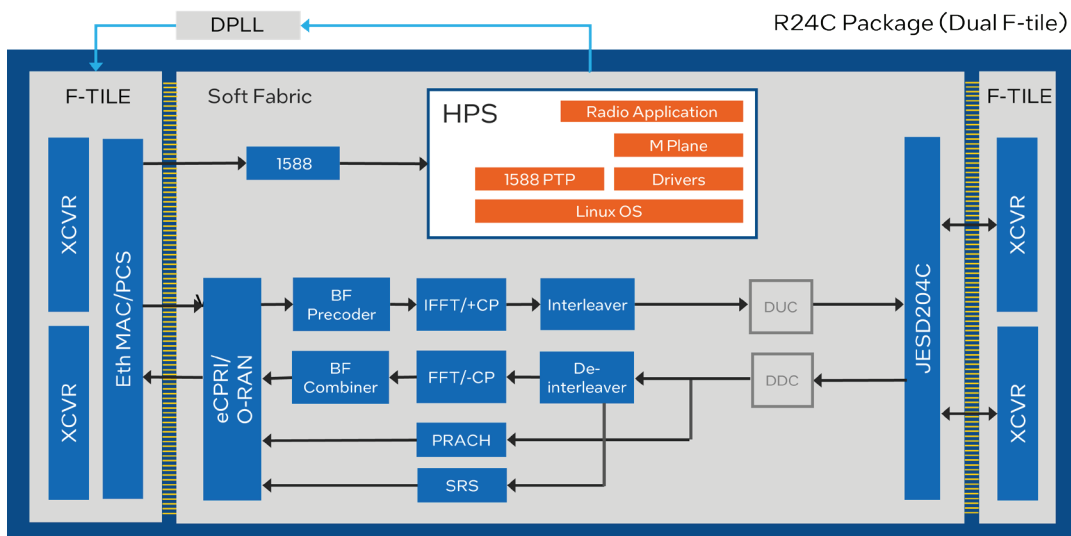 DPLL
R24C Package (Dual F-tile)
F-TILE
Soft Fabric
F-TILE
HPS
Radio Application
M Plane
1588 PTP
Drivers
Linux OS
1588
XCVR
XCVR
Eth MAC/PCS
eCPRI/
O-RAN
BF
Precoder
IFFT/+CP
Interleaver
DUC
BF
Combiner
FFT/-CP
De-
interleaver
DDC
PRACH
SRS
JESD204C
XCVR
XCVR